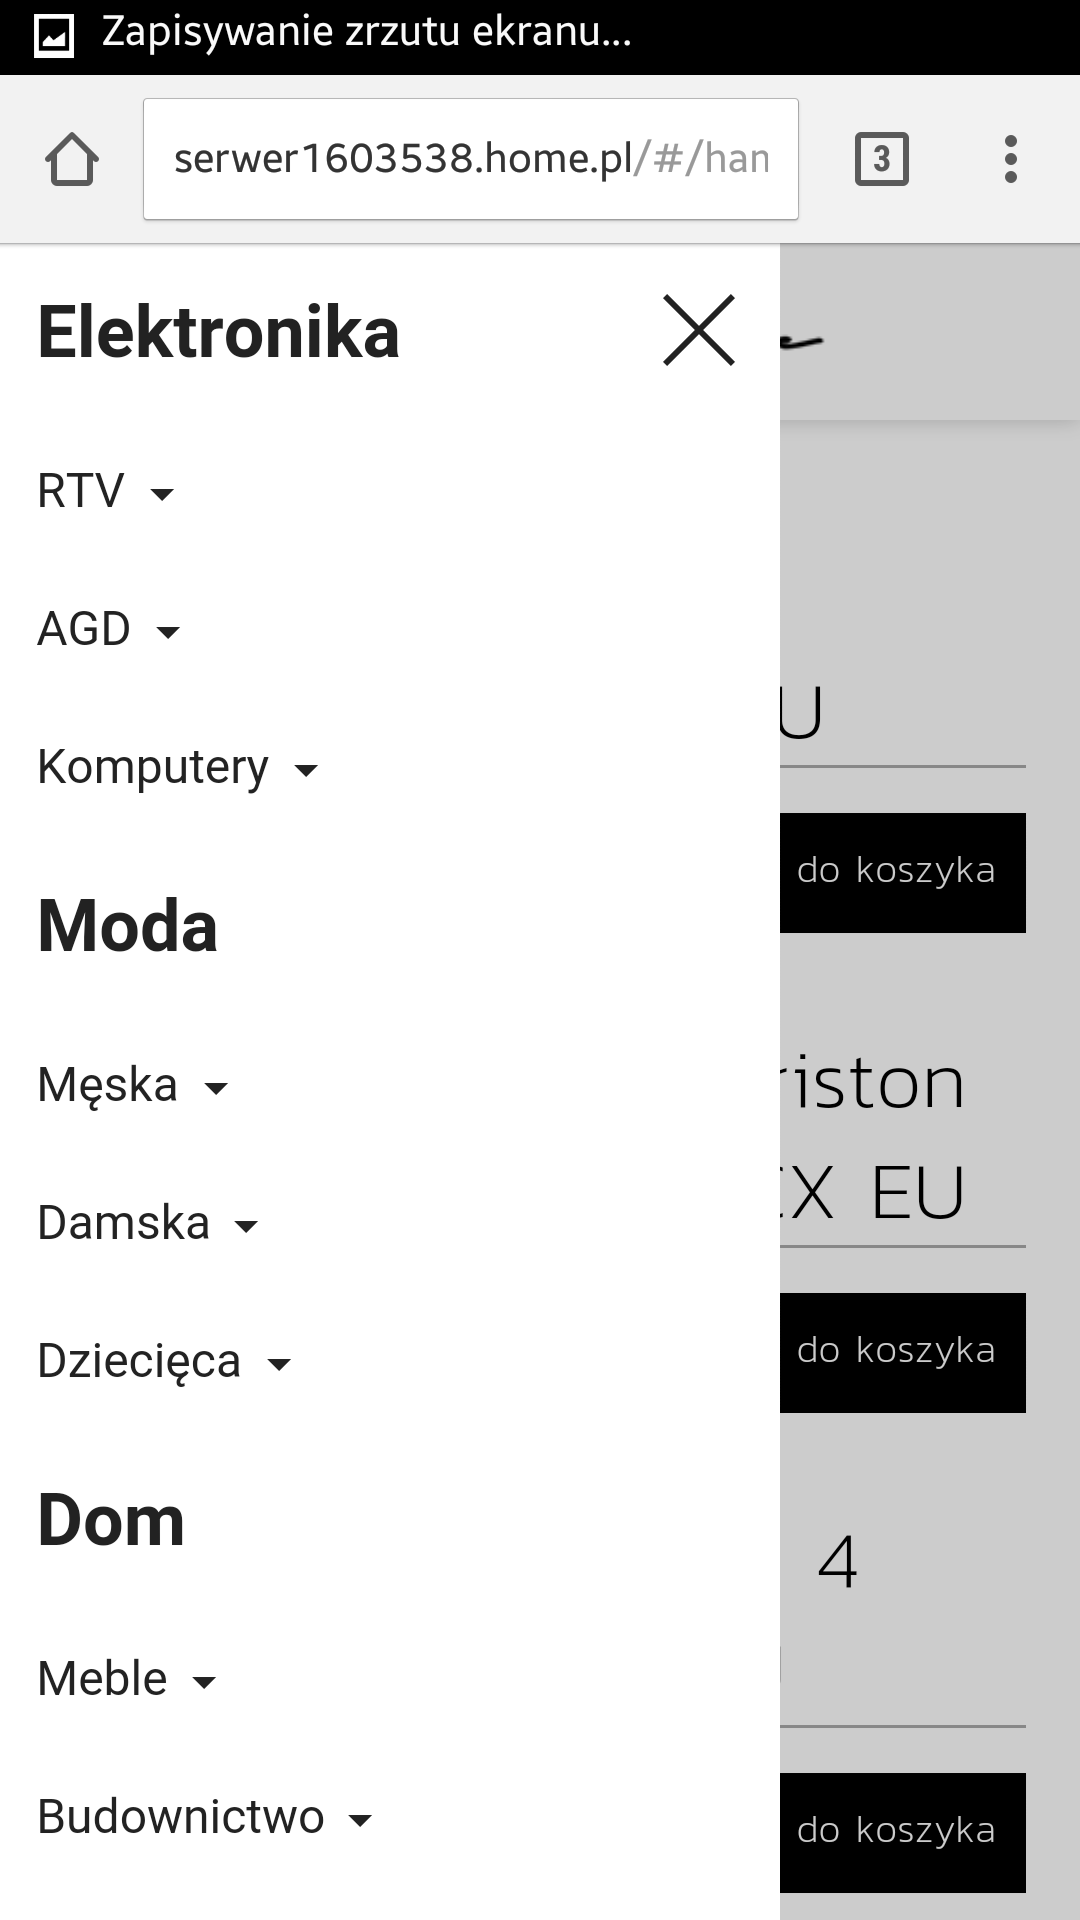 Zapisywanie zrzutu ekranu...
serwer1603538.home.pl/#/han
3
Elektronika
RTV
AGD
Komputery
U
do koszyka
Moda
Męska
riston
Damska
X EU
Dziecięca
do koszyka
Dom
4
Meble
Budownictwo
do koszyka